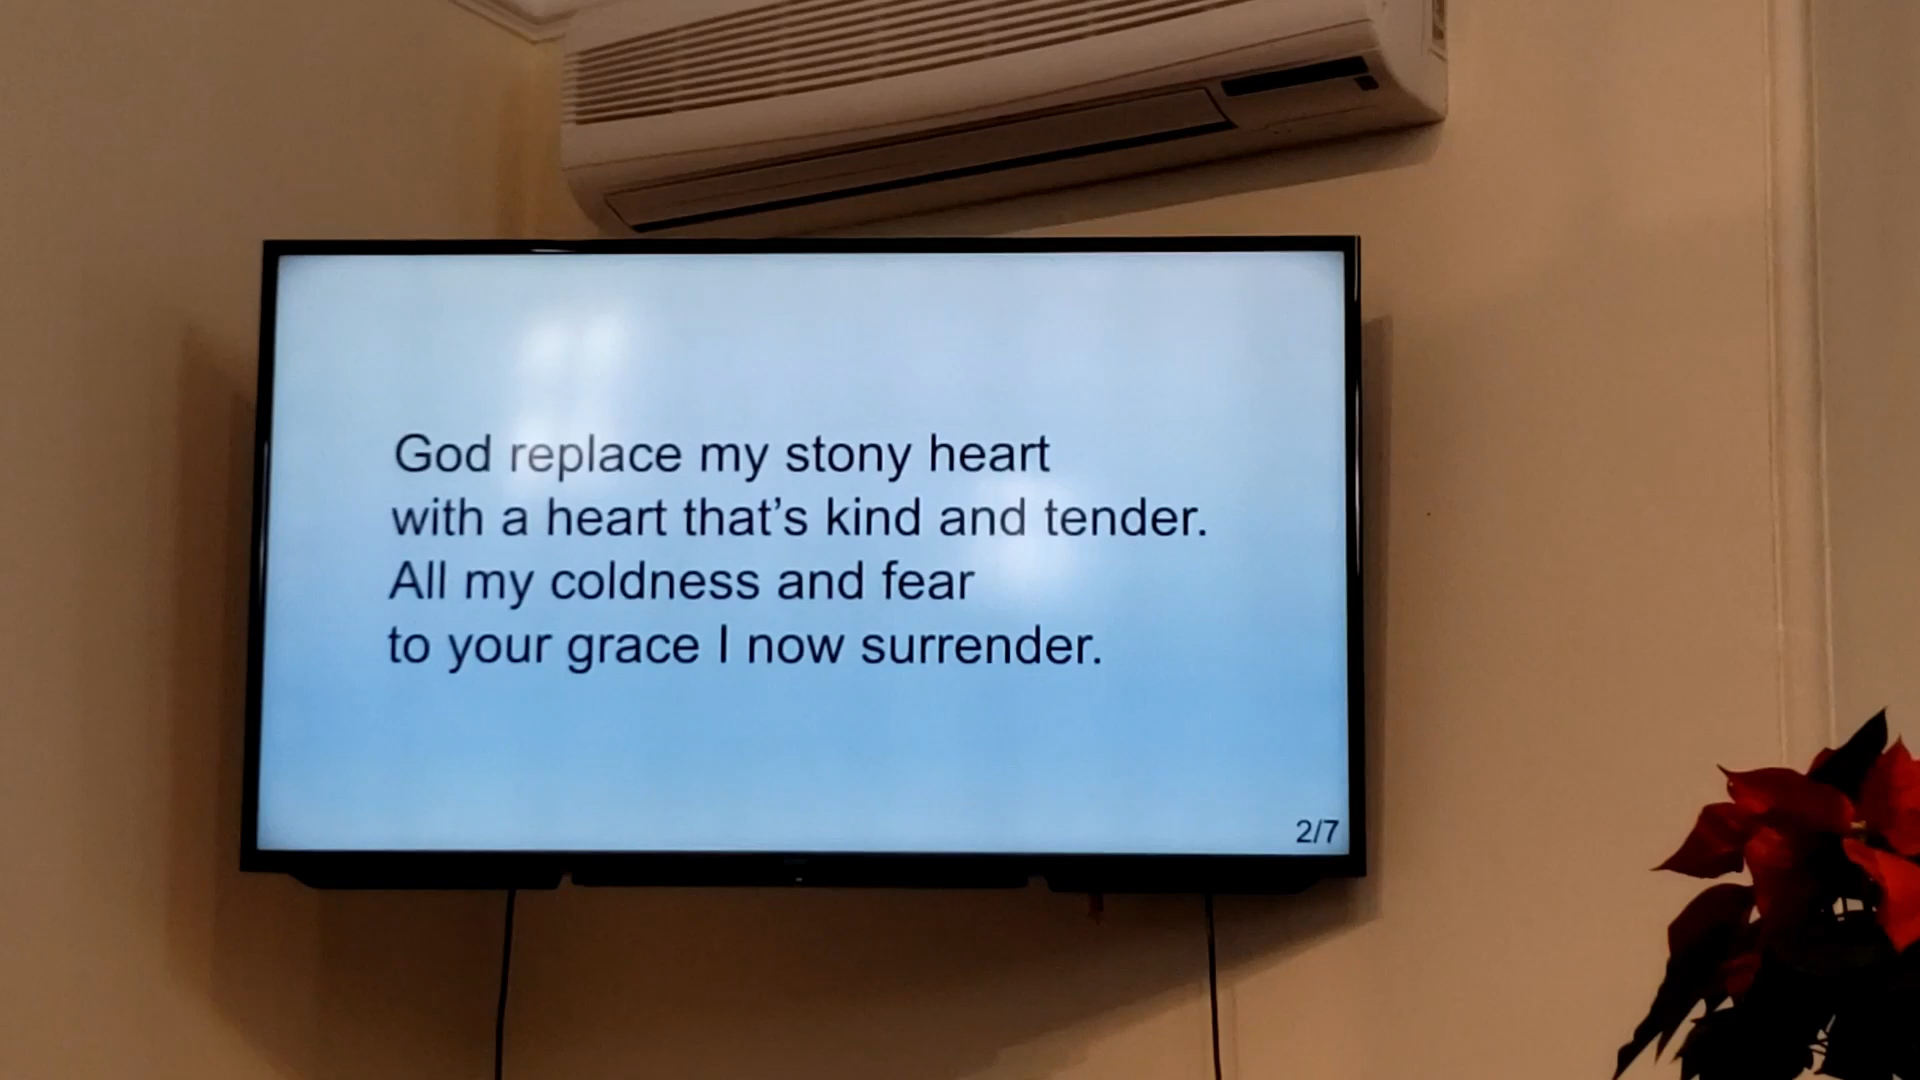 God replace my stony heart
with a heart that’s kind and tender.
All my coldness and fear
to your grace I now surrender.
2/7